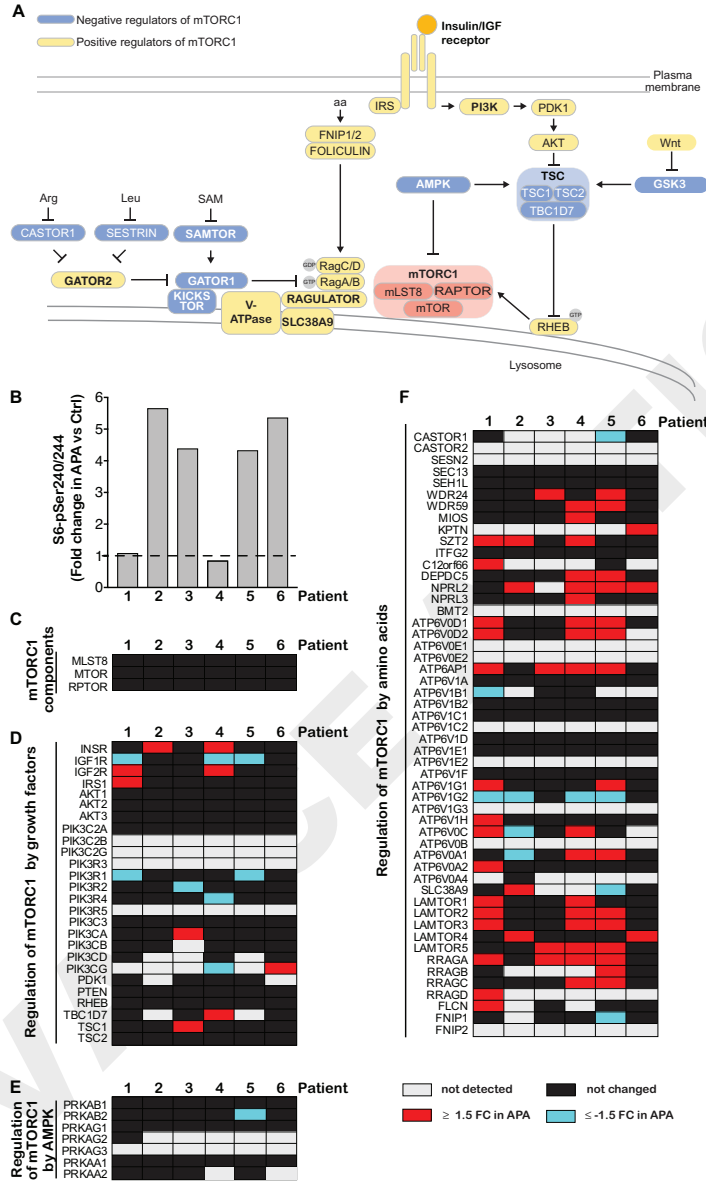 A
Negative regulators of mTORC1
Positive regulators of mTORC1
Insulin/IGF
receptor
Plasma
membrane
aa
IRS
PI3K
PDK1
FNIP1/2
FOLICULIN
AKT
Wnt
TSC
TSC1
TSC2
TBC1D7
AMPK
GSK3
Arg
Leu
SAM
CASTOR1
SESTRIN
SAMTOR
GATOR2
GATOR1
KICKS
TOR
GDP
RagC/D
GTP
RagA/B
RAGULATOR
V-
ATPase
SLC38A9
mTORC1
mLST8
RAPTOR
mTOR
GTP
RHEB
Lysosome
B
S6-pSer240/244
(Fold change in APA vs Ctrl)
6
5
4
3
2
1
0
1 2 3 4 5 6 Patient
C
1 2 3 4 5 6 Patient
mTORC1
components
MLST8
MTOR
RPTOR
D
1 2 3 4 5 6 Patient
Regulation of mTORC1 by growth factors
INSR
IGF1R
IGF2R
IRS1
AKT1
AKT2
AKT3
PIK3C2A
PIK3C2B
PIK3C2G
PIK3R3
PIK3R1
PIK3R2
PIK3R4
PIK3R5
PIK3C3
PIK3CA
PIK3CB
PIK3CD
PIK3CG
PDK1
PTEN
RHEB
TBC1D7
TSC1
TSC2
E
1 2 3 4 5 6 Patient
Regulation
of mTORC1
by AMPK
PRKAB1
PRKAB2
PRKAG1
PRKAG2
PRKAG3
PRKAA1
PRKAA2
F
1 2 3 4 5 6 Patient
Regulation of mTORC1 by amino acids
CASTOR1
CASTOR2
SESN2
SEC13
SEH1L
WDR24
WDR59
MIOS
KPTN
SZT2
ITFG2
C12orf66
DEPDC5
NPRL2
NPRL3
BMT2
ATP6V0D1
ATP6V0D2
ATP6V0E1
ATP6V0E2
ATP6AP1
ATP6V1A
ATP6V1B1
ATP6V1B2
ATP6V1C1
ATP6V1C2
ATP6V1D
ATP6V1E1
ATP6V1E2
ATP6V1F
ATP6V1G1
ATP6V1G2
ATP6V1G3
ATP6V1H
ATP6V0C
ATP6V0B
ATP6V0A1
ATP6V0A2
ATP6V0A4
SLC38A9
LAMTOR1
LAMTOR2
LAMTOR3
LAMTOR4
LAMTOR5
RRAGA
RRAGB
RRAGC
RRAGD
FLCN
FNIP1
FNIP2
not detected
not changed
≥ 1.5 FC in APA
≤ -1.5 FC in APA